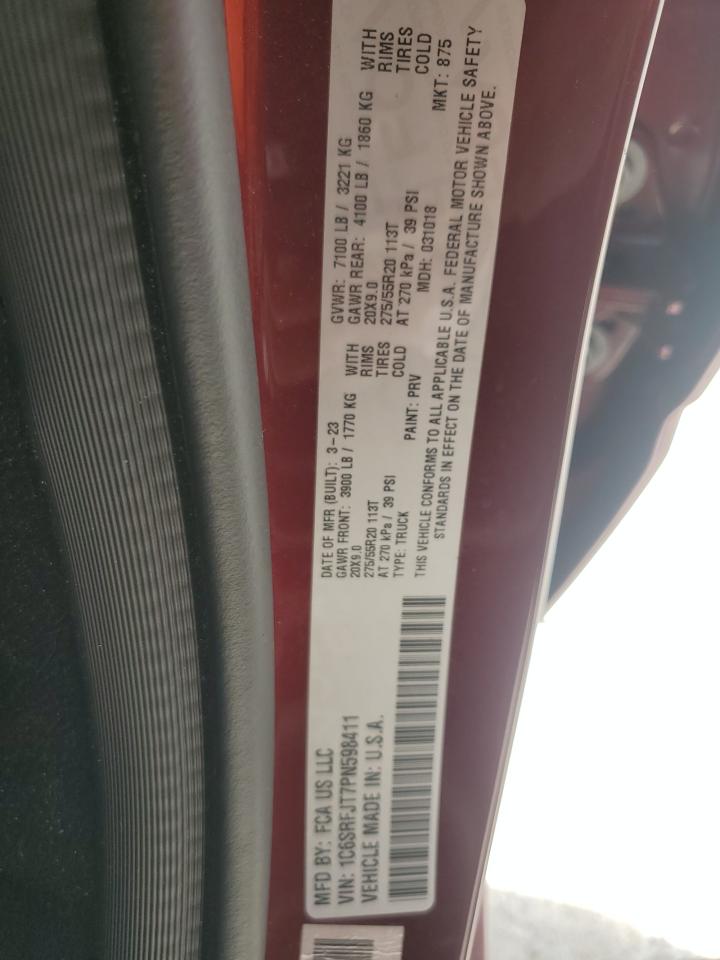 MFD BY: FCA US LLC
VIN: 1C6SRFJT7PN598411
VEHICLE MADE IN: U.S.A.
DATE OF MFR (BUILT): 3-23
GAWR FRONT: 3900 LB / 1770 KG WITH
20X9.0 RIMS
275/55R20 113T TIRES
AT 270 kPa / 39 PSI COLD
TYPE: TRUCK PAINT: PRV
GVWR: 7100 LB / 3221 KG
GAWR REAR: 4100 LB / 1860 KG WITH
20X9.0 RIMS
275/55R20 113T TIRES
AT 270 kPa / 39 PSI COLD
MDH: 031018 MKT: 875
THIS VEHICLE CONFORMS TO ALL APPLICABLE U.S.A. FEDERAL MOTOR VEHICLE SAFETY
STANDARDS IN EFFECT ON THE DATE OF MANUFACTURE SHOWN ABOVE.